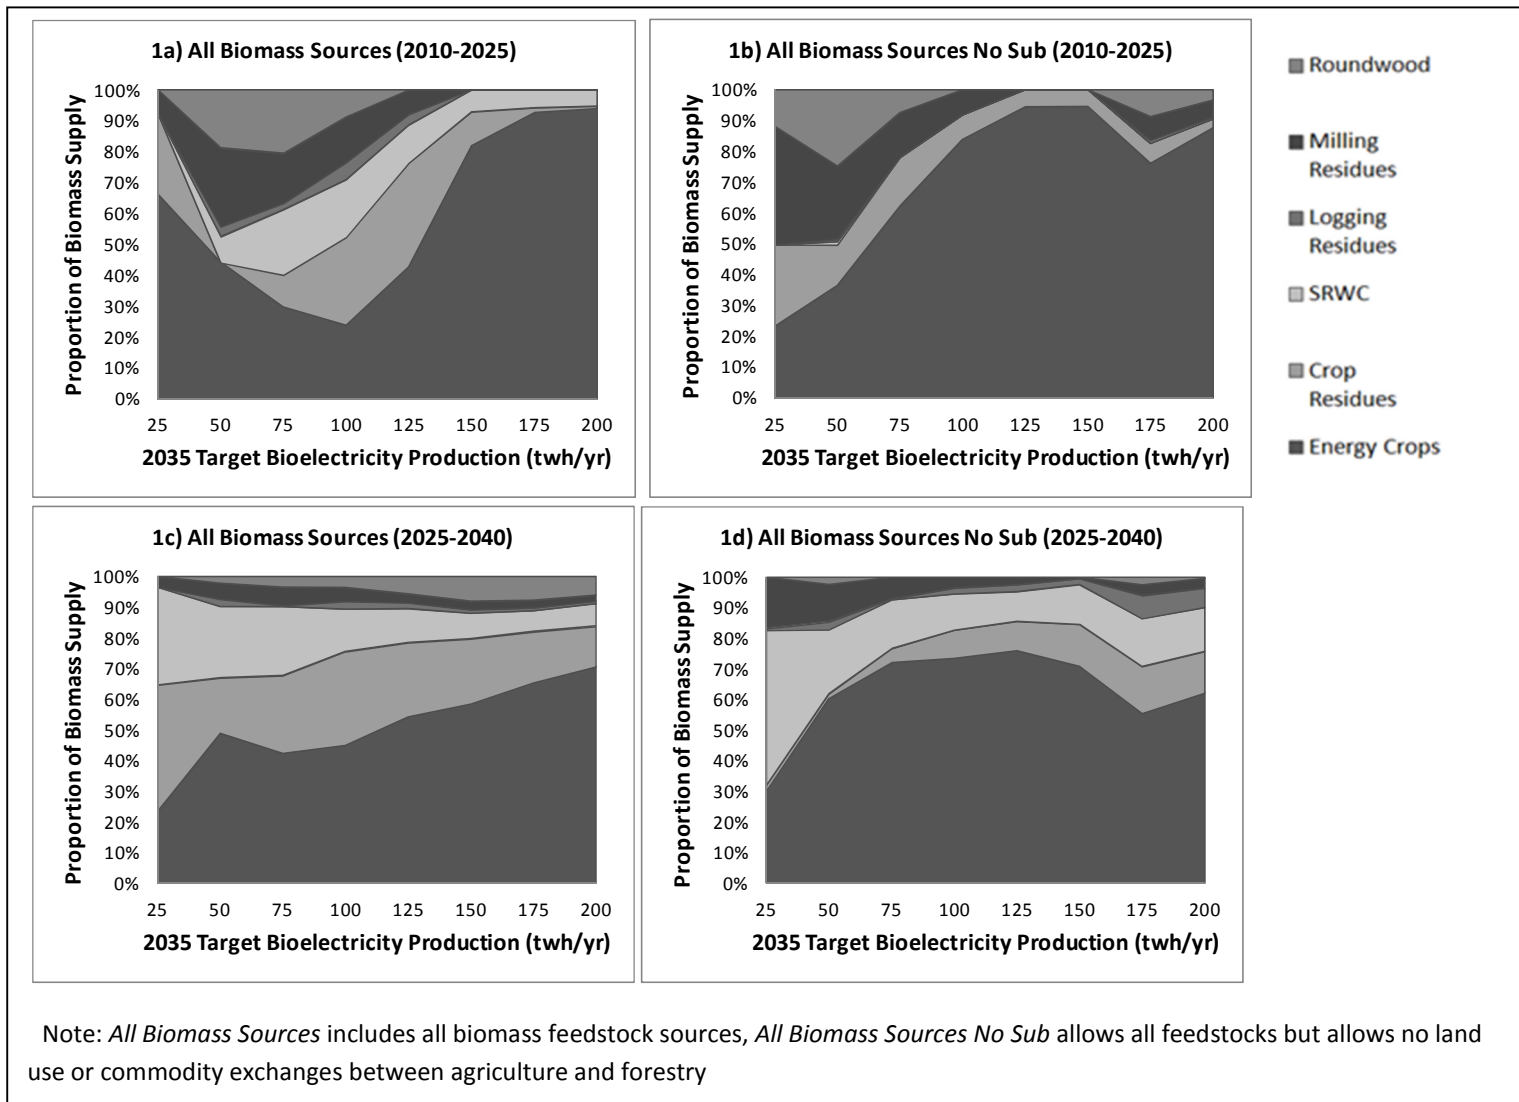 1a) All Biomass Sources (2010-2025)
Proportion of Biomass Supply
100%
90%
80%
70%
60%
50%
40%
30%
20%
10%
0%
25 50 75 100 125 150 175 200
2035 Target Bioelectricity Production (twh/yr)
1b) All Biomass Sources No Sub (2010-2025)
Proportion of Biomass Supply
100%
90%
80%
70%
60%
50%
40%
30%
20%
10%
0%
25 50 75 100 125 150 175 200
2035 Target Bioelectricity Production (twh/yr)
Roundwood
Milling
Residues
Logging
Residues
SRWC
Crop
Residues
Energy Crops
1c) All Biomass Sources (2025-2040)
Proportion of Biomass Supply
100%
90%
80%
70%
60%
50%
40%
30%
20%
10%
0%
25 50 75 100 125 150 175 200
2035 Target Bioelectricity Production (twh/yr)
1d) All Biomass Sources No Sub (2025-2040)
Proportion of Biomass Supply
100%
90%
80%
70%
60%
50%
40%
30%
20%
10%
0%
25 50 75 100 125 150 175 200
2035 Target Bioelectricity Production (twh/yr)
Note: All Biomass Sources includes all biomass feedstock sources, All Biomass Sources No Sub allows all feedstocks but allows no land
use or commodity exchanges between agriculture and forestry